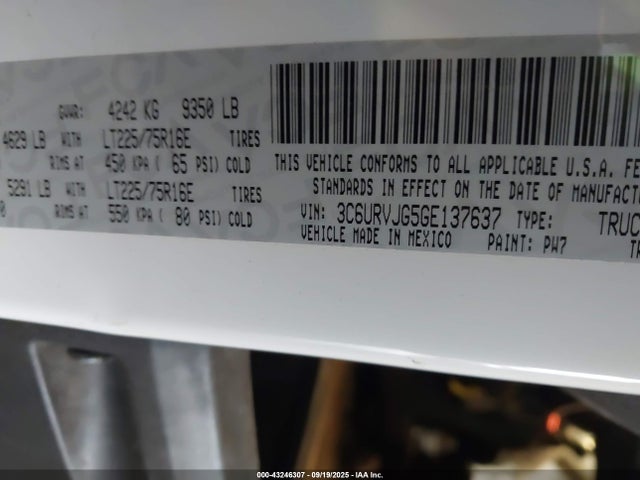 GVWR: 4242 KG 9350 LB
4629 LB WITH LT225/75R16E TIRES
RIMS AT 450 KPA ( 65 PSI) COLD
5291 LB WITH LT225/75R16E TIRES
RIMS AT 550 KPA ( 80 PSI) COLD
THIS VEHICLE CONFORMS TO ALL APPLICABLE U.S.A. FE
STANDARDS IN EFFECT ON THE DATE OF MANUFACT
VIN: 3C6URVJG5GE137637 TYPE: TRUC
VEHICLE MADE IN MEXICO PAINT: PW7 TR
000-43246307 - 09/19/2025 - IAA Inc.